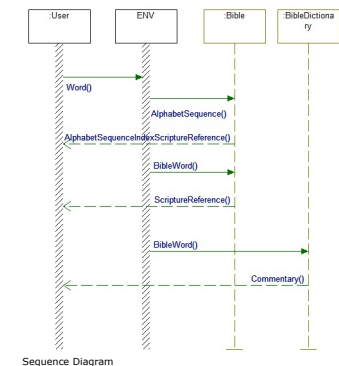 :User
ENV
:Bible
:BibleDictiona
ry
Word()
AlphabetSequence()
AlphabetSequenceIndexScriptureReference()
BibleWord()
ScriptureReference()
BibleWord()
Commentary()
Sequence Diagram